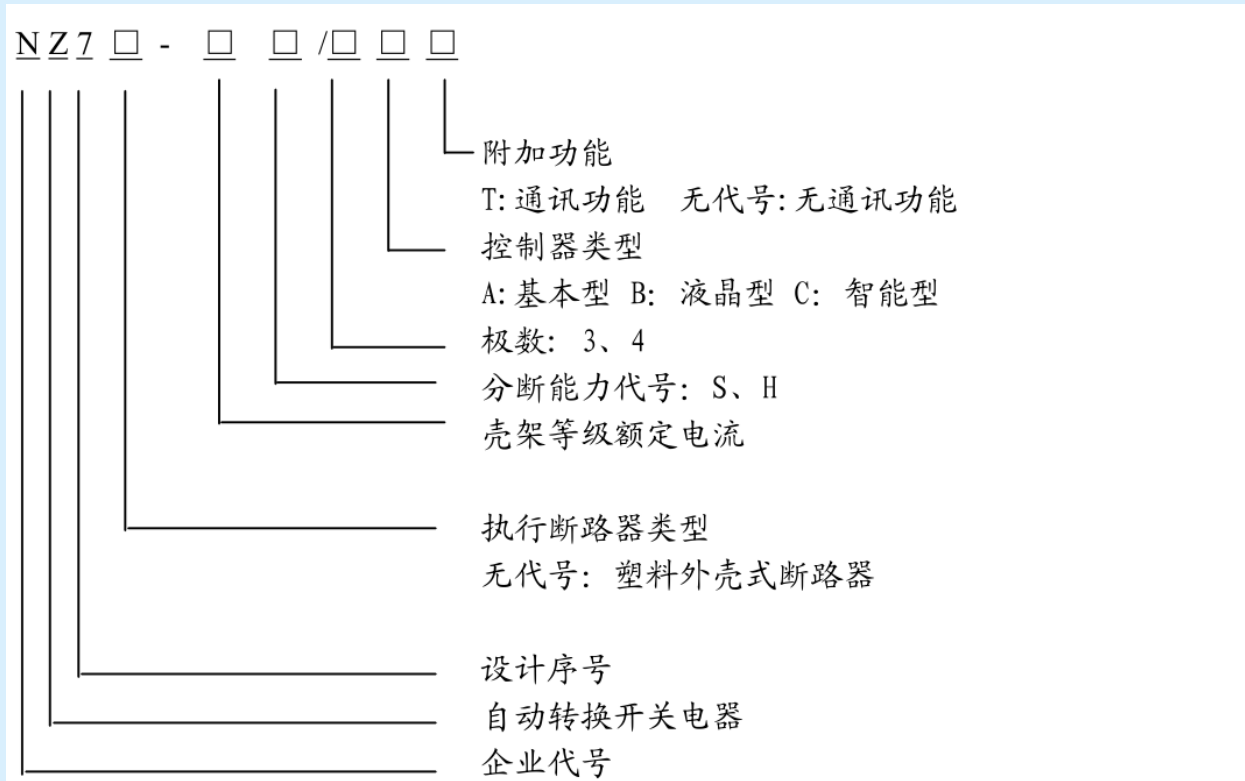 NZ7□-□ □/□□□
附加功能
T:通讯功能 无代号:无通讯功能
控制器类型
A:基本型 B: 液晶型 C: 智能型
极数: 3、4
分断能力代号: S、H
壳架等级额定电流
执行断路器类型
无代号: 塑料外壳式断路器
设计序号
自动转换开关电器
企业代号